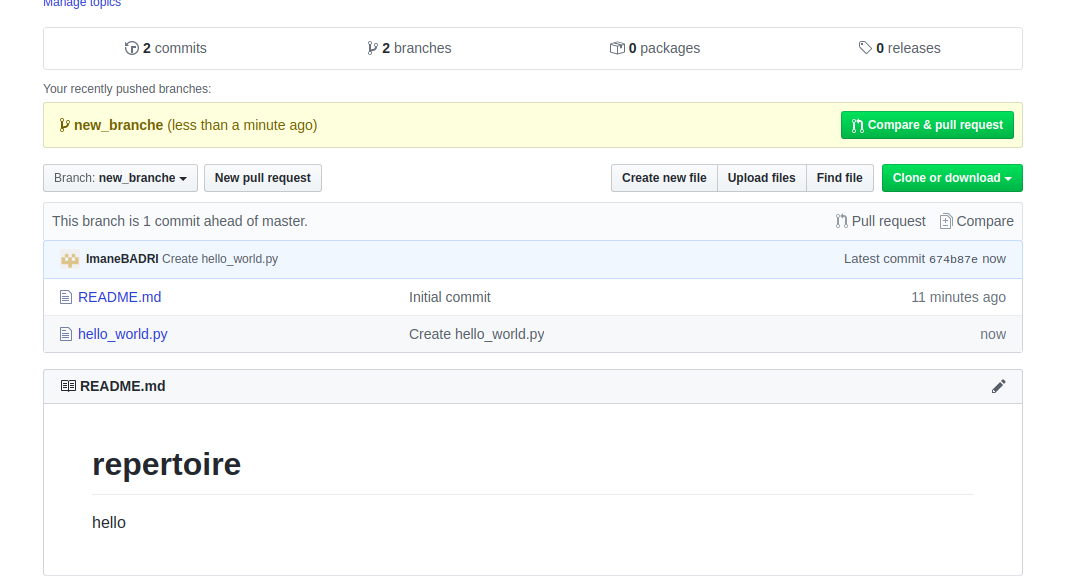 Manage topics
2 commits 2 branches 0 packages 0 releases
Your recently pushed branches:
new_branche (less than a minute ago) Compare & pull request
Branch: new_branche New pull request Create new file Upload files Find file Clone or download
This branch is 1 commit ahead of master. Pull request Compare
ImaneBADRI Create hello_world.py Latest commit 674b87e now
README.md Initial commit 11 minutes ago
hello_world.py Create hello_world.py now
README.md
repertoire
hello